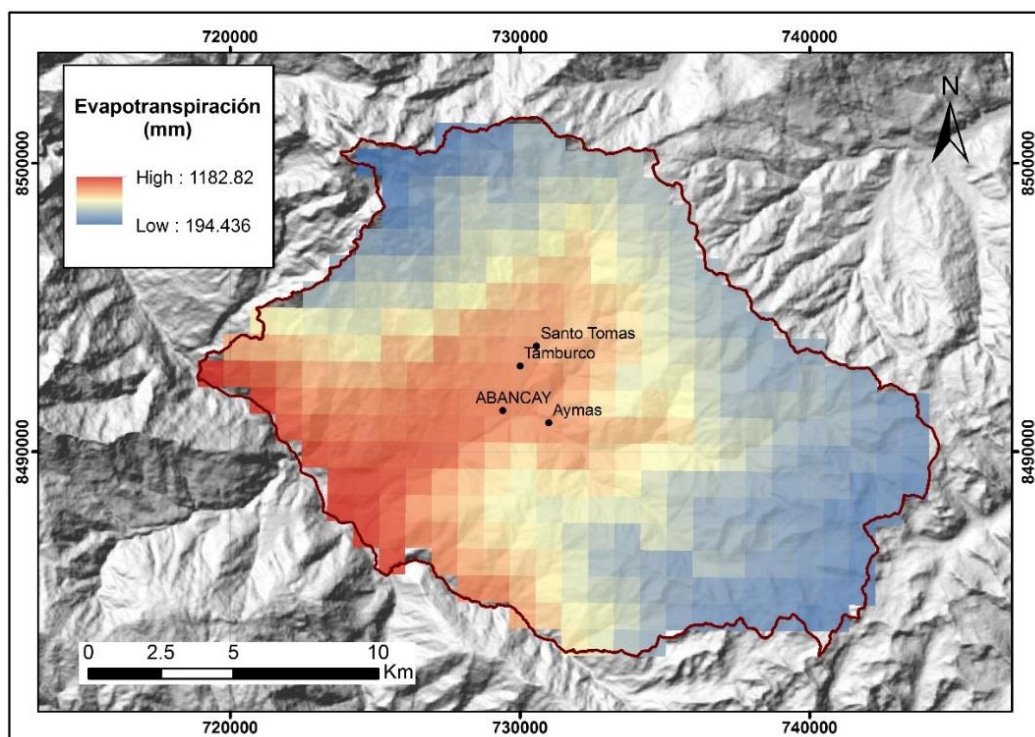 720000
730000
740000
Evapotranspiración
(mm)
High : 1182.82
Low : 194.436
N
8500000
8500000
Santo Tomas
Tamburco
ABANCAY
Aymas
8490000
8490000
0
2.5
5
10
Km
720000
730000
740000